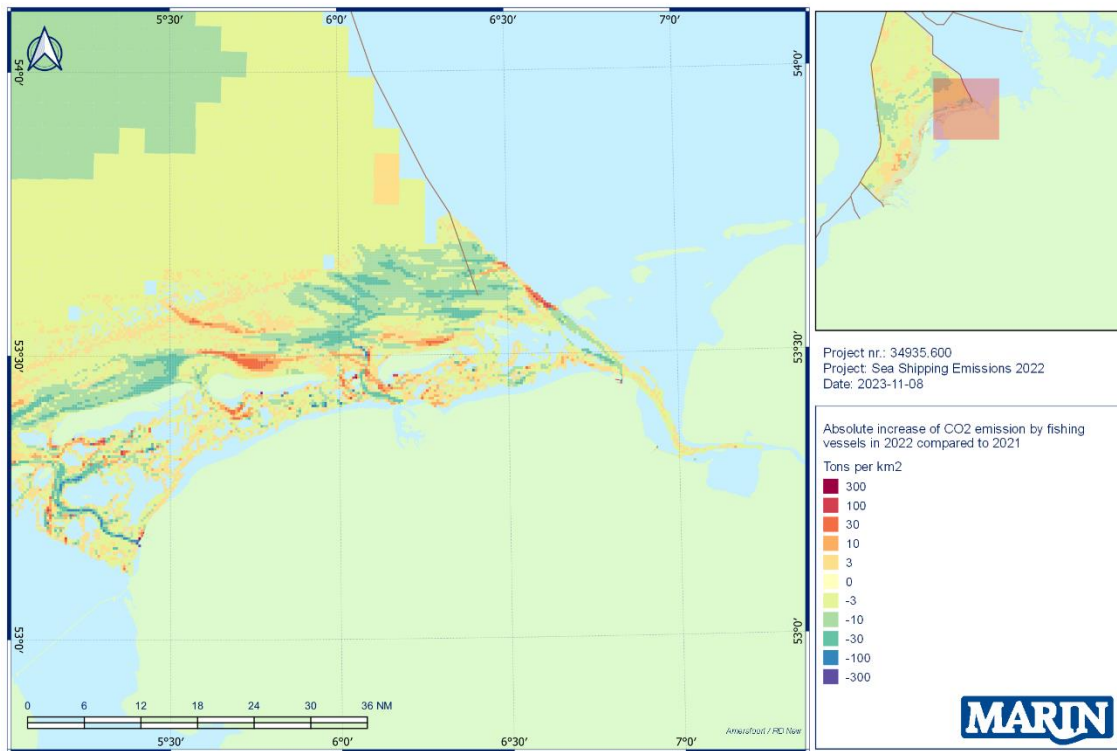 5°30' 6°0' 6°30' 7°0'
54°0' 54°0'
53°30' 53°30'
53°0' 53°0'
0 6 12 18 24 30 36 NM
Amersfoort / RD New
5°30' 6°0' 6°30' 7°0'
Project nr.: 34935.600
Project: Sea Shipping Emissions 2022
Date: 2023-11-08
Absolute increase of CO2 emission by fishing
vessels in 2022 compared to 2021
Tons per km2
300
100
30
10
3
0
-3
-10
-30
-100
-300
MARIN